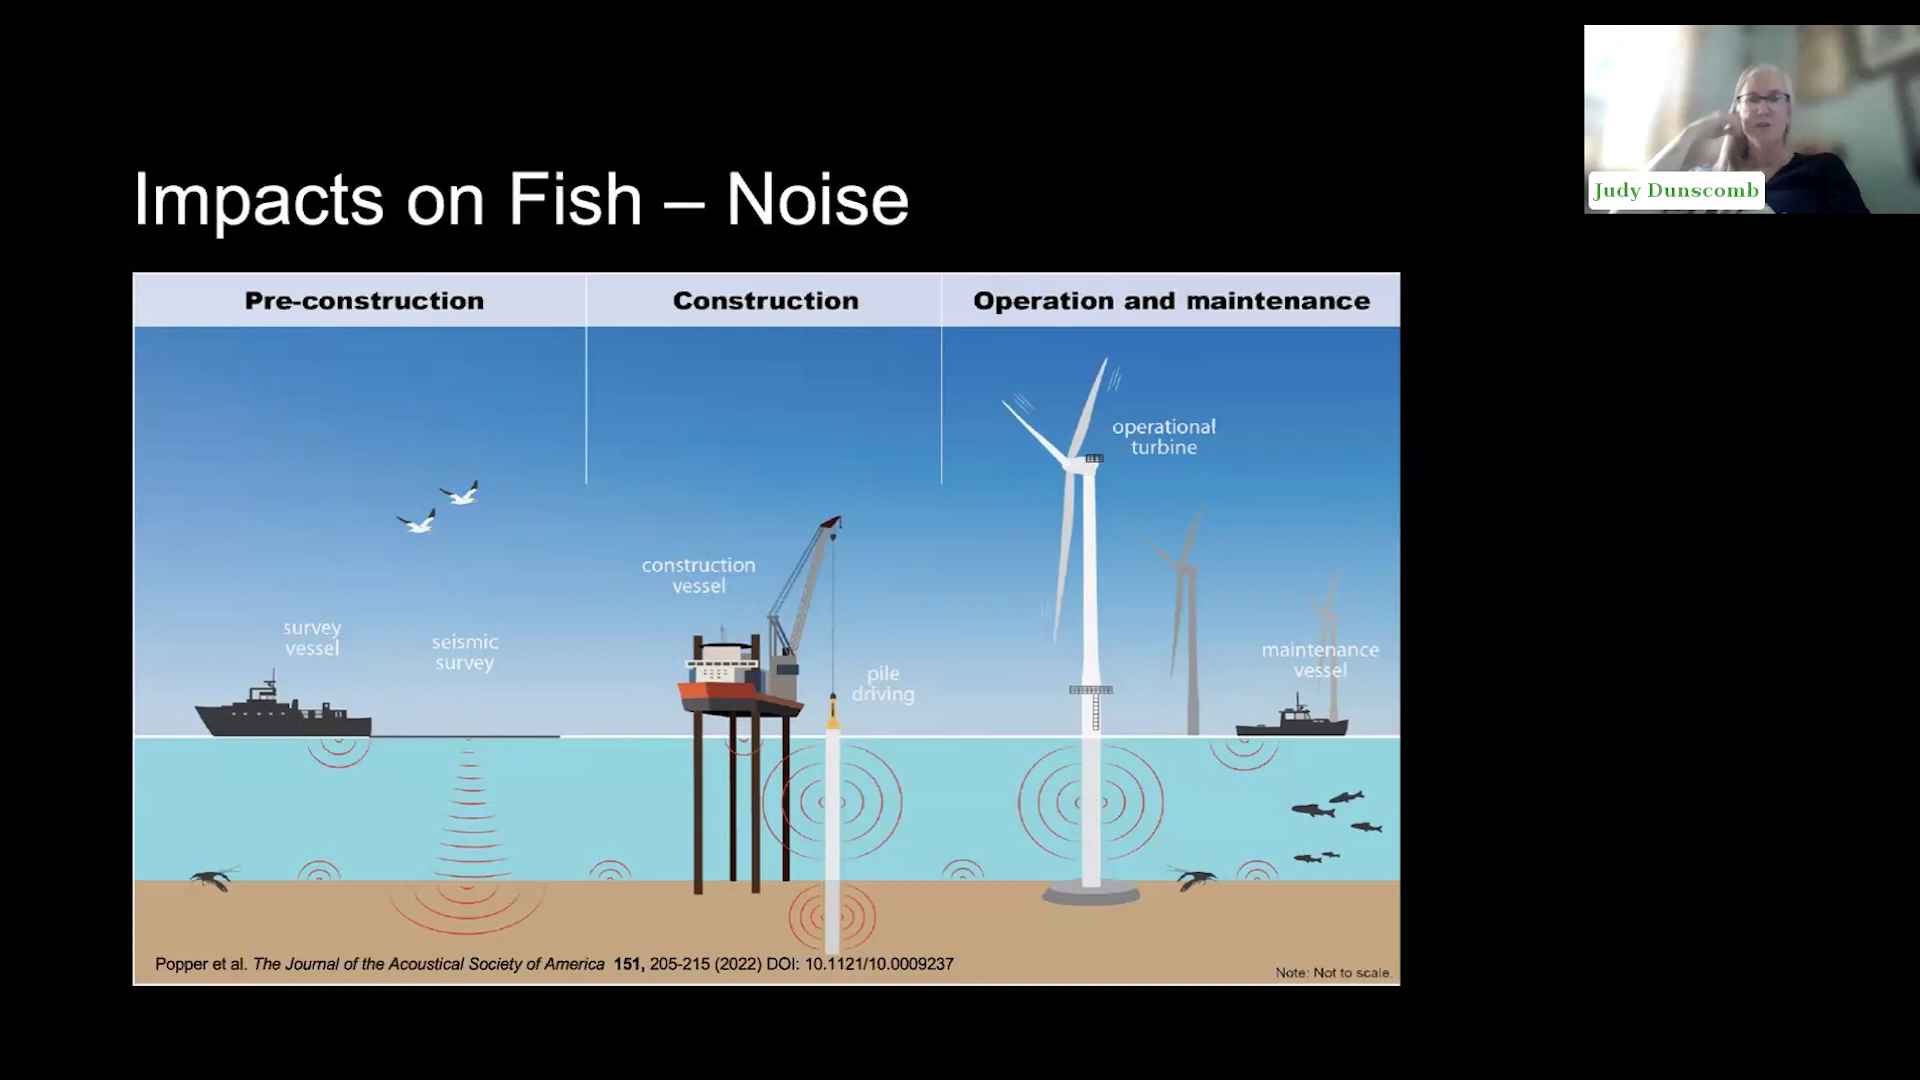 Judy Dunscomb
Impacts on Fish – Noise
Pre-construction
Construction
Operation and maintenance
operational
turbine
construction
vessel
survey
vessel
seismic
survey
pile
driving
maintenance
vessel
Popper et al. The Journal of the Acoustical Society of America 151, 205-215 (2022) DOI: 10.1121/10.0009237
Note: Not to scale.